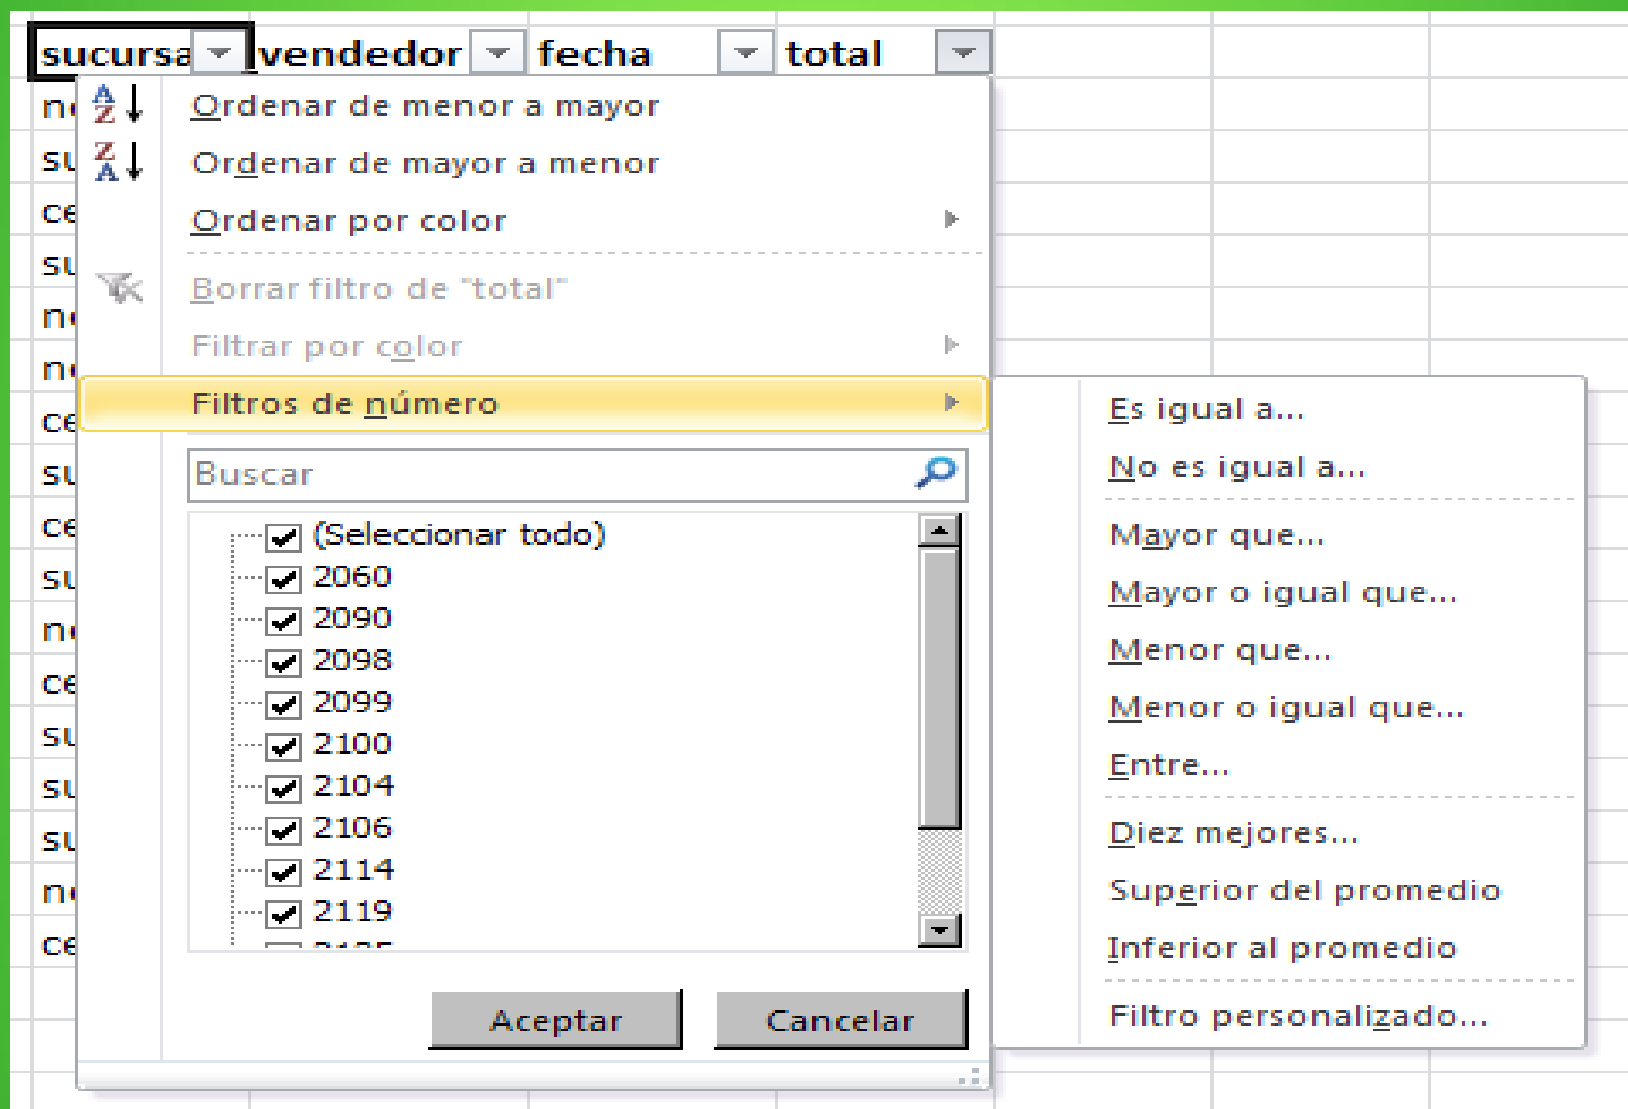 sucursa vendedor fecha total
Ordenar de menor a mayor
Ordenar de mayor a menor
Ordenar por color
Borrar filtro de "total"
Filtrar por color
Filtros de número
Buscar
(Seleccionar todo)
2060
2090
2098
2099
2100
2104
2106
2114
2119
Aceptar Cancelar
Es igual a...
No es igual a...
Mayor que...
Mayor o igual que...
Menor que...
Menor o igual que...
Entre...
Diez mejores...
Superior del promedio
Inferior al promedio
Filtro personalizado...